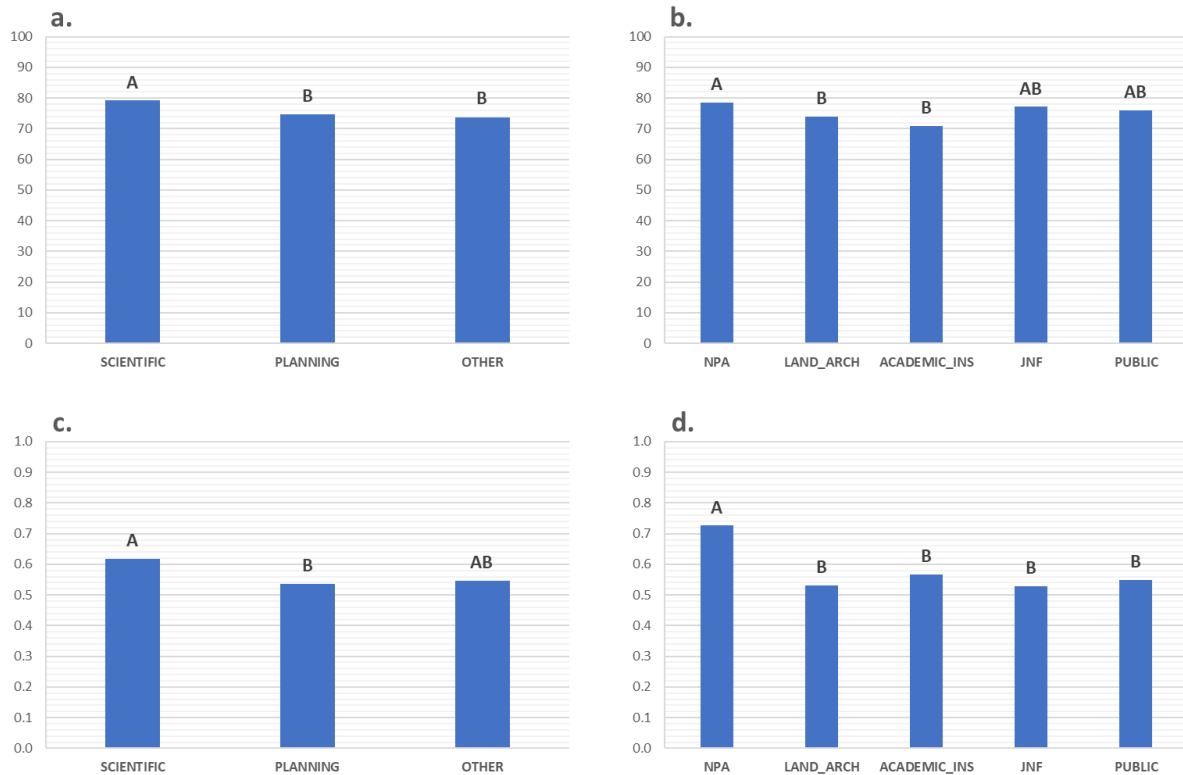 a.
100
90
80
70
60
50
40
30
20
10
0
A
B
B
SCIENTIFIC PLANNING OTHER
b.
100
90
80
70
60
50
40
30
20
10
0
A
B
B
AB
AB
NPA LAND_ARCH ACADEMIC_INS JNF PUBLIC
c.
1.0
0.9
0.8
0.7
0.6
0.5
0.4
0.3
0.2
0.1
0.0
A
B
AB
SCIENTIFIC PLANNING OTHER
d.
1.0
0.9
0.8
0.7
0.6
0.5
0.4
0.3
0.2
0.1
0.0
A
B
B
B
B
NPA LAND_ARCH ACADEMIC_INS JNF PUBLIC